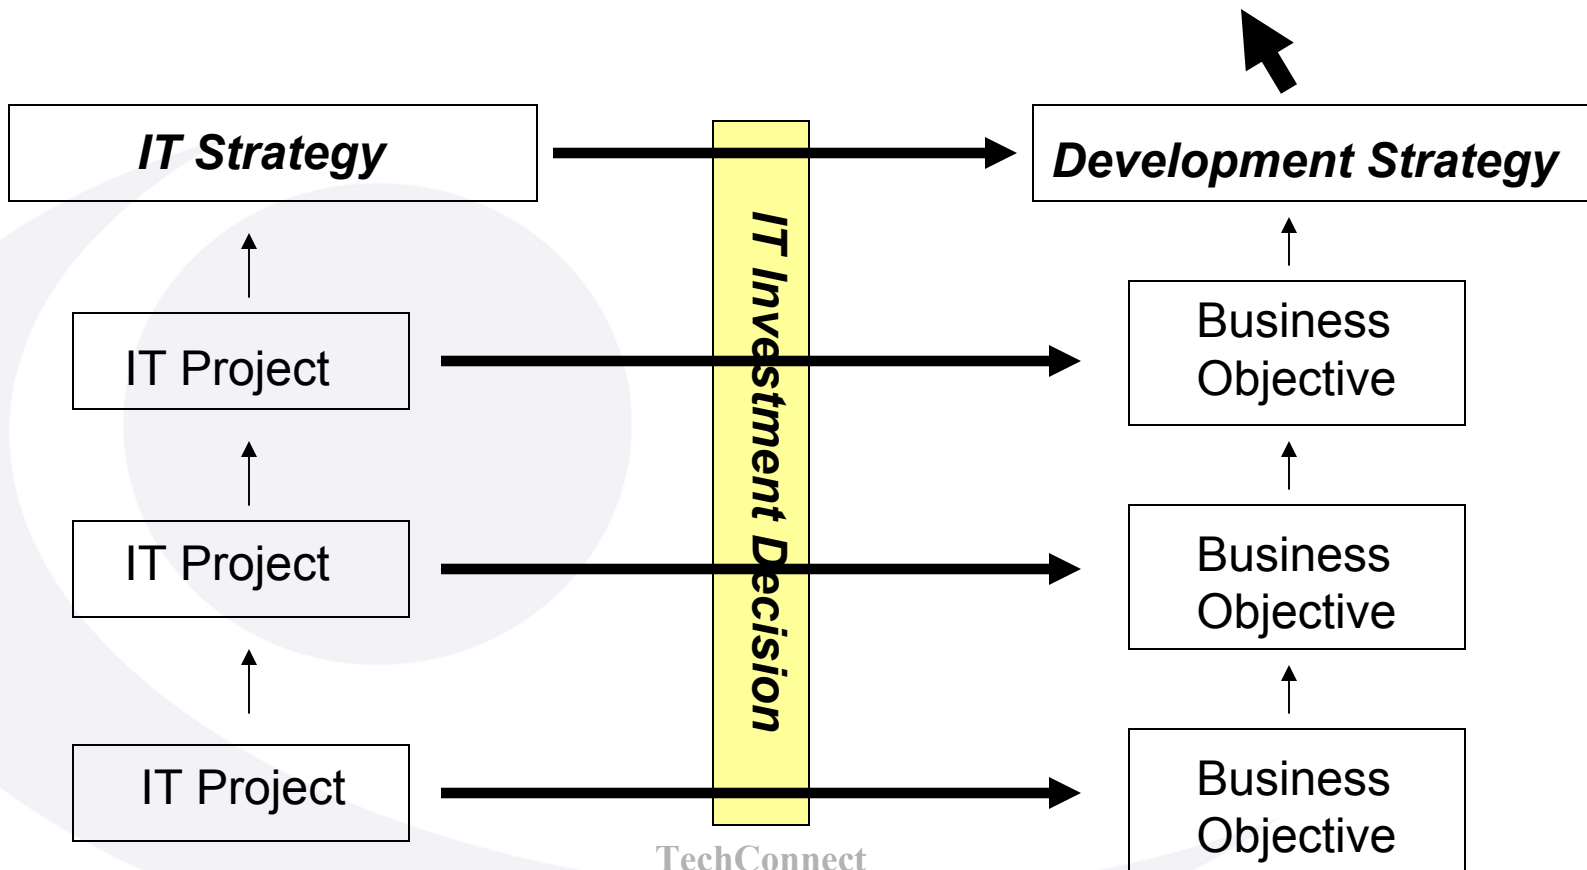 IT Strategy
Development Strategy
IT Investment Decision
IT Project
Business
Objective
IT Project
Business
Objective
IT Project
Business
Objective
TechConnect